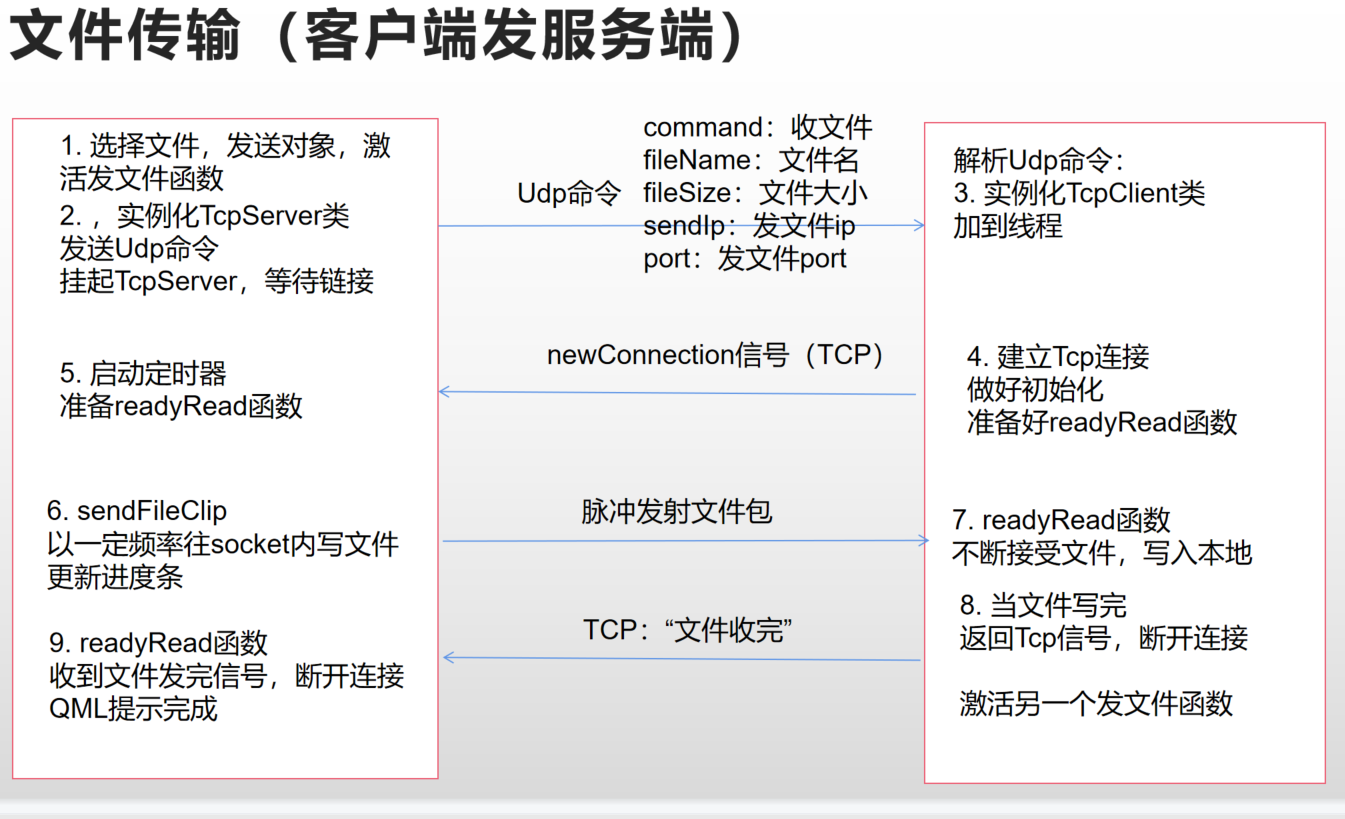 文件传输（客户端发服务端）
1. 选择文件，发送对象，激
活发文件函数
2. ，实例化TcpServer类
发送Udp命令
挂起TcpServer，等待链接
Udp命令
command：收文件
fileName：文件名
fileSize：文件大小
sendIp：发文件ip
port：发文件port
解析Udp命令：
3. 实例化TcpClient类
加到线程
newConnection信号（TCP）
4. 建立Tcp连接
做好初始化
准备好readyRead函数
5. 启动定时器
准备readyRead函数
6. sendFileClip
以一定频率往socket内写文件
更新进度条
脉冲发射文件包
7. readyRead函数
不断接受文件，写入本地
8. 当文件写完
返回Tcp信号，断开连接
激活另一个发文件函数
TCP：“文件收完”
9. readyRead函数
收到文件发完信号，断开连接
QML提示完成